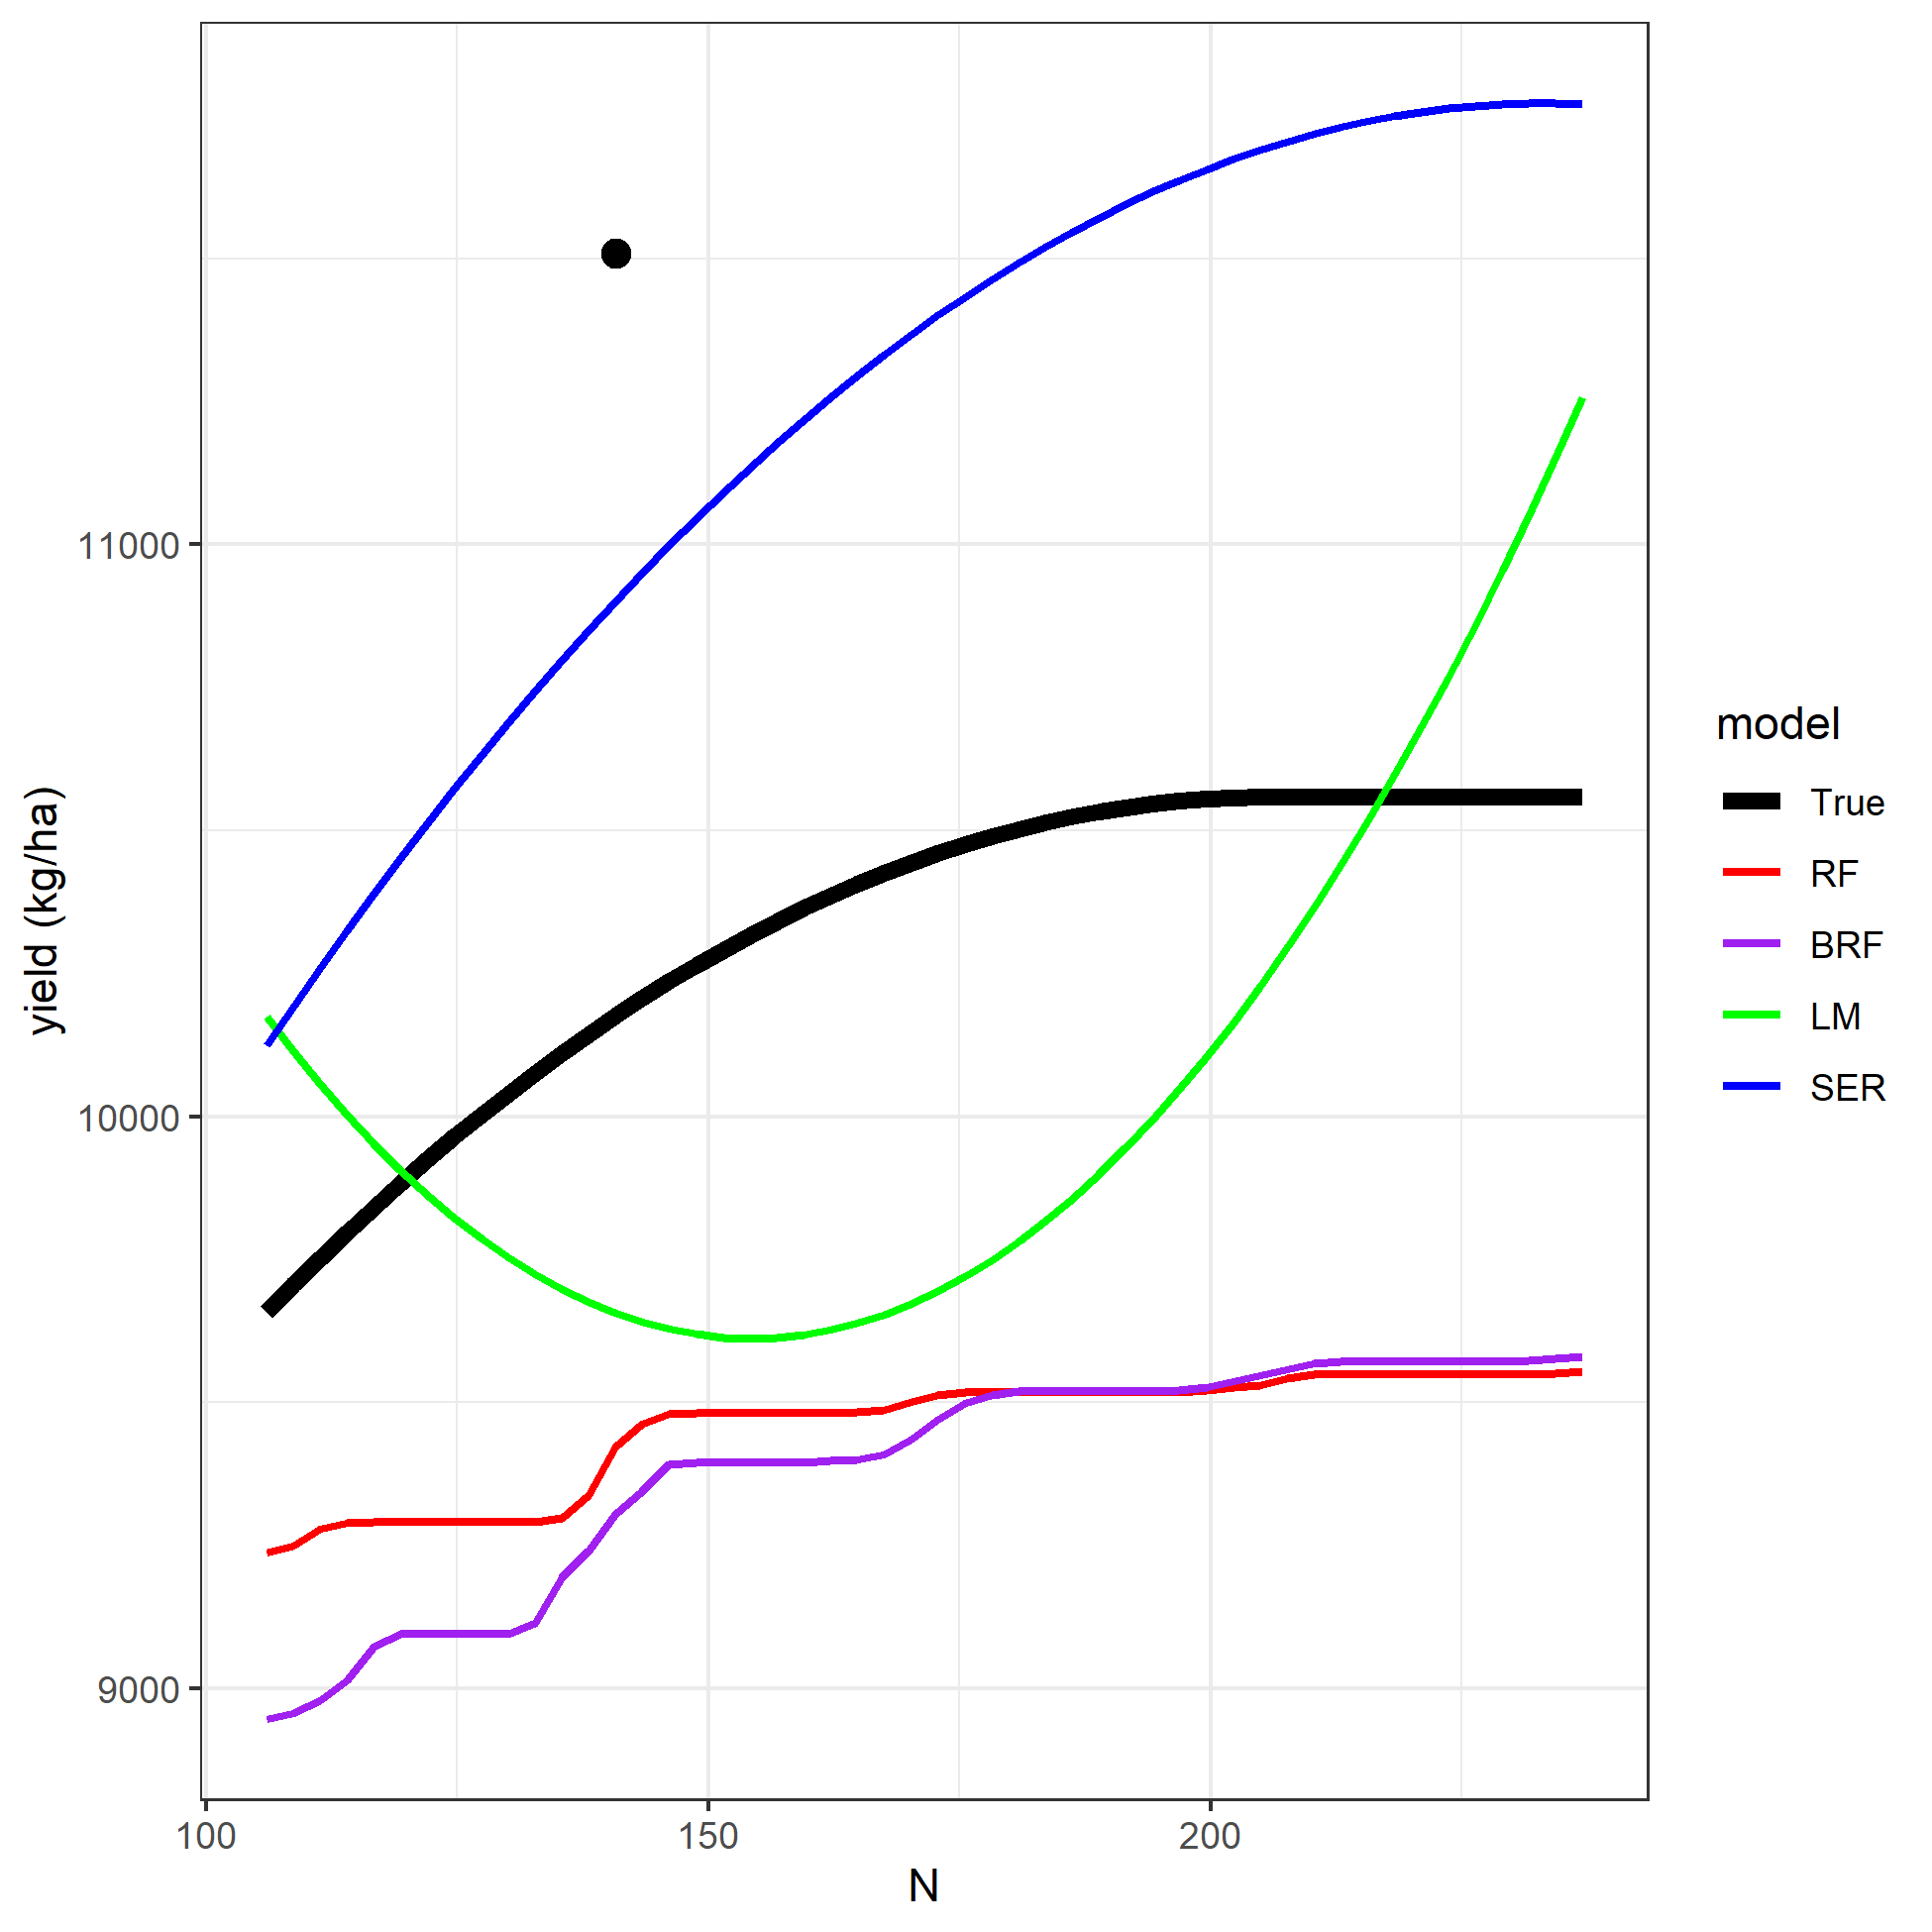 11000
10000
9000
yield (kg/ha)
100
150
200
N
model
True
RF
BRF
LM
SER